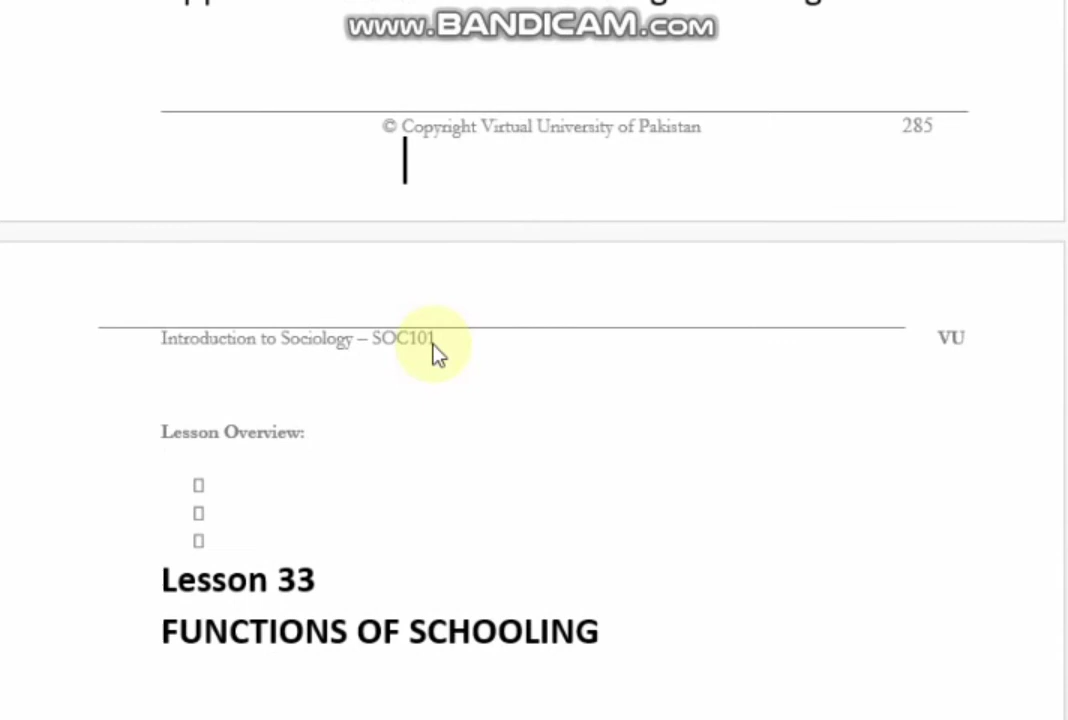 www.BANDICAM.com
© Copyright Virtual University of Pakistan 285
Introduction to Sociology – SOC101 VU
Lesson Overview:
Lesson 33
FUNCTIONS OF SCHOOLING